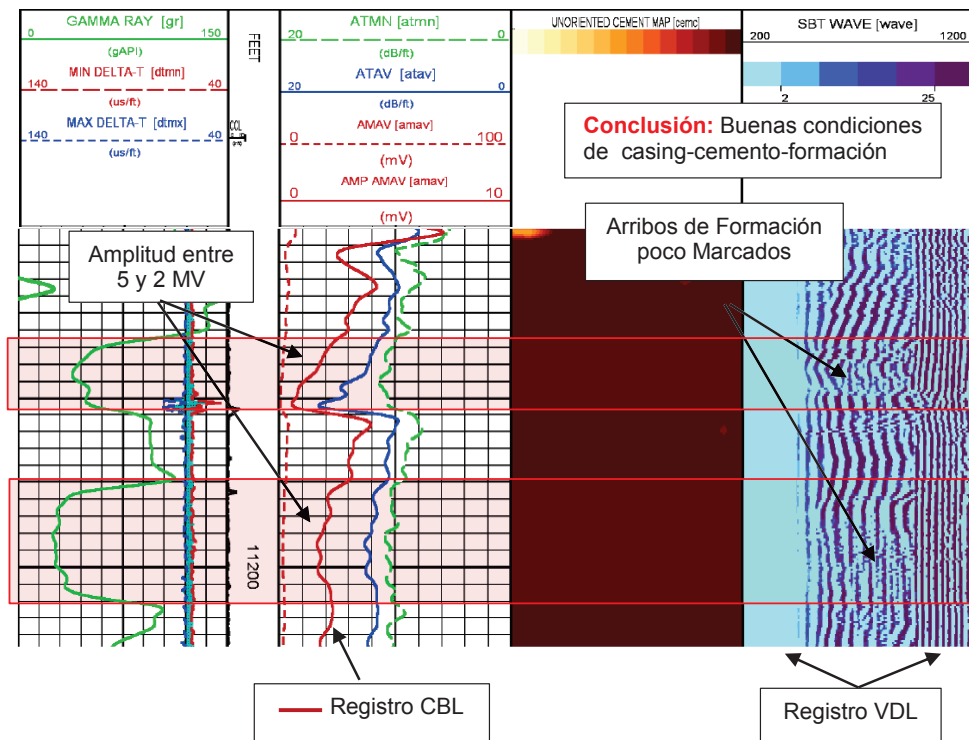 GAMMA RAY [gr]
0 150
(gAPI)
MIN DELTA-T [dtmn]
140 40
(us/ft)
MAX DELTA-T [dtmx]
140 40
(us/ft)
FEET
CCL
ATMN [atmn]
20 0
(dB/ft)
ATAV [atav]
20 0
(dB/ft)
AMAV [amav]
0 100
(mV)
AMP AMAV [amav]
0 10
(mV)
UNORIENTED CEMENT MAP [cemc]
SBT WAVE [wave]
200 1200
2 25
Conclusión: Buenas condiciones
de casing-cemento-formación
Arribos de Formación
poco Marcados
Amplitud entre
5 y 2 MV
11200
Registro CBL
Registro VDL